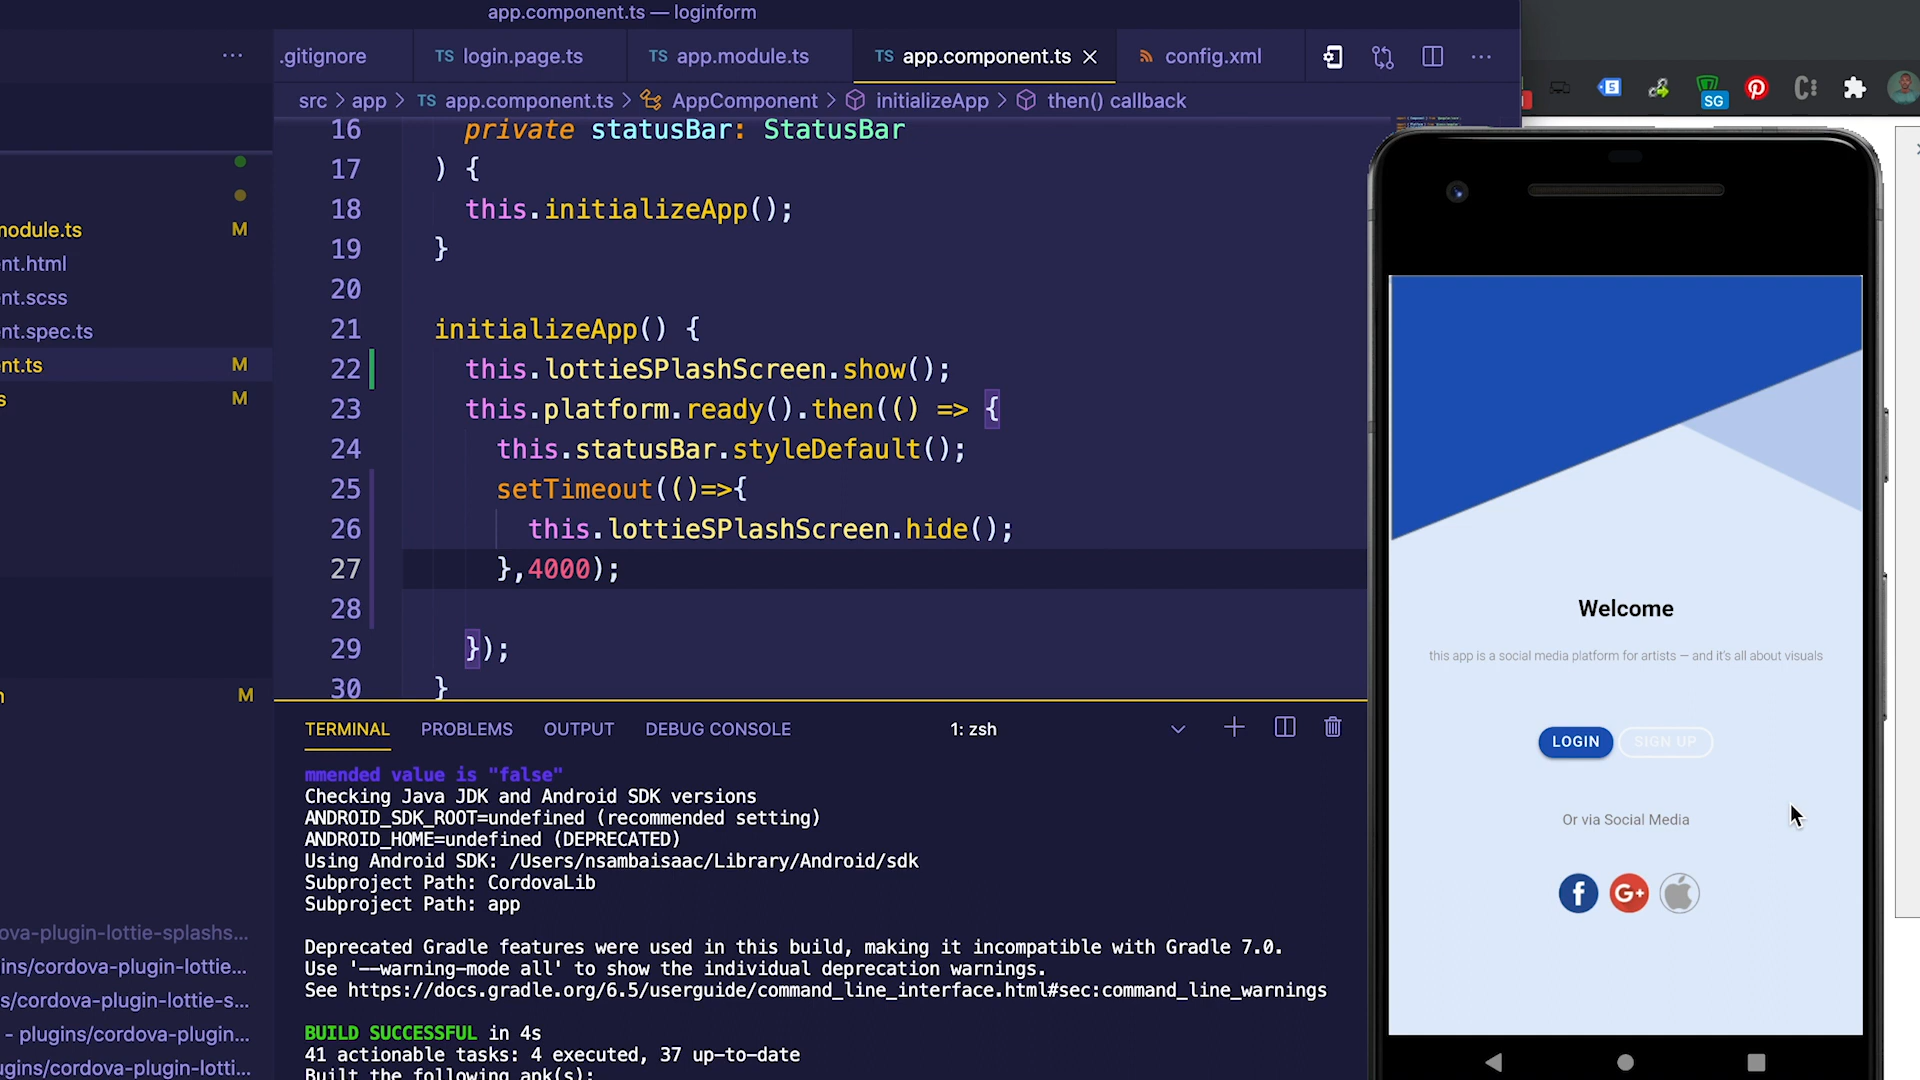 app.component.ts — loginform
.gitignore
TS login.page.ts
TS app.module.ts
TS app.component.ts
config.xml
src > app > TS app.component.ts > AppComponent > initializeApp > then() callback
SG
16 private statusBar: StatusBar
17 ) {
18 this.initializeApp();
19 }
20
21 initializeApp() {
22 this.lottieSPlashScreen.show();
23 this.platform.ready().then(() => {
24 this.statusBar.styleDefault();
25 setTimeout(()=>{
26 this.lottieSPlashScreen.hide();
27 },4000);
28
29 });
30 }
module.ts M
nt.html
nt.scss
nt.spec.ts
nt.ts M
s M
n M
ova-plugin-lottie-splashs...
ins/cordova-plugin-lottie...
s/cordova-plugin-lottie-s...
- plugins/cordova-plugin...
ugins/cordova-plugin-lotti...
TERMINAL PROBLEMS OUTPUT DEBUG CONSOLE 1: zsh
mmended value is "false"
Checking Java JDK and Android SDK versions
ANDROID_SDK_ROOT=undefined (recommended setting)
ANDROID_HOME=undefined (DEPRECATED)
Using Android SDK: /Users/nsambaisaac/Library/Android/sdk
Subproject Path: CordovaLib
Subproject Path: app
Deprecated Gradle features were used in this build, making it incompatible with Gradle 7.0.
Use '--warning-mode all' to show the individual deprecation warnings.
See https://docs.gradle.org/6.5/userguide/command_line_interface.html#sec:command_line_warnings
BUILD SUCCESSFUL in 4s
41 actionable tasks: 4 executed, 37 up-to-date
Built the following apk(s):
Welcome
this app is a social media platform for artists – and it's all about visuals
LOGIN
SIGN UP
Or via Social Media
f
G+